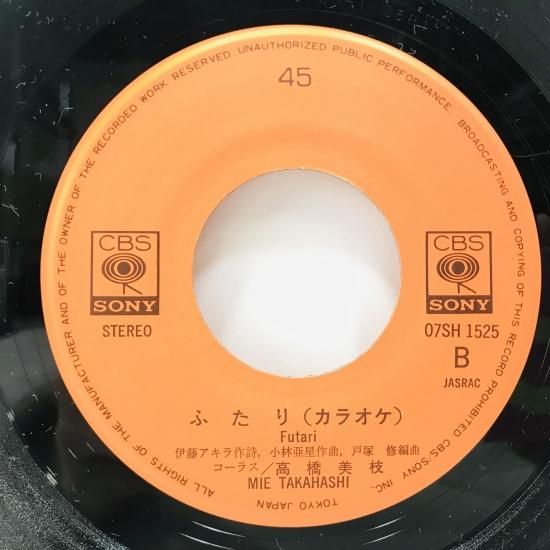 ALL RIGHTS OF THE MANUFACTURER AND OF THE OWNER OF THE RECORDED WORK RESERVED UNAUTHORIZED PUBLIC PERFORMANCE BROADCASTING AND COPYING OF THIS RECORD PROHIBITED CBS/SONY INC.
TOKYO JAPAN
45
CBS
SONY
STEREO
CBS
SONY
07SH 1525
B
JASRAC
ふたり(カラオケ)
Futari
伊藤アキラ作詩, 小林亜星作曲, 戸塚 修編曲
コーラス/高橋美枝
MIE TAKAHASHI